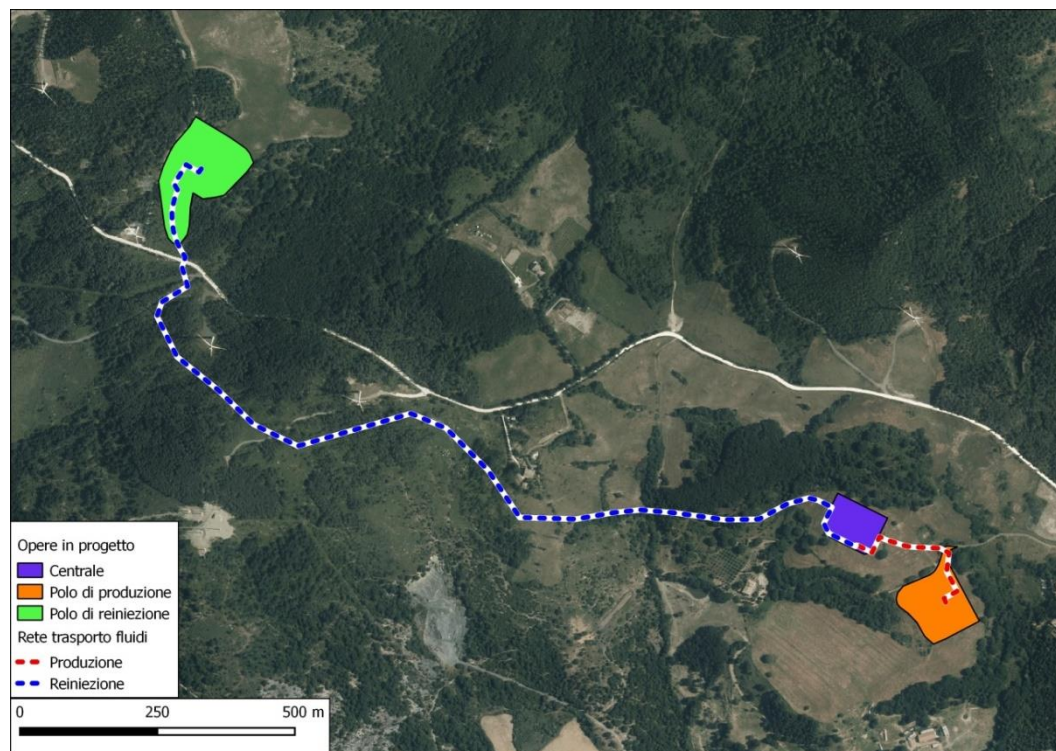 Opere in progetto
Centrale
Polo di produzione
Polo di reiniezione
Rete trasporto fluidi
Produzione
Reiniezione
0 250 500 m